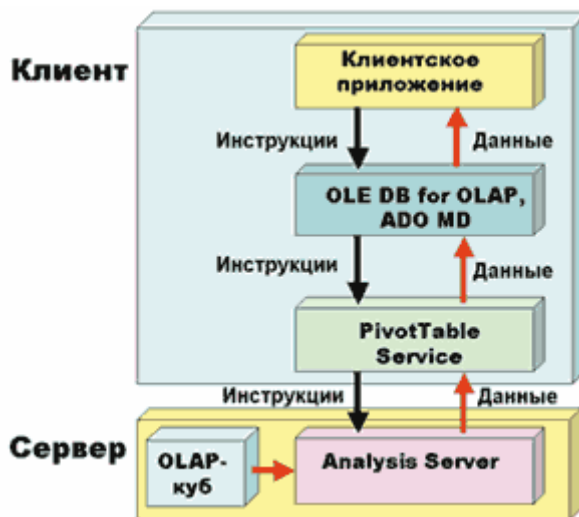 Клиент
Клиентское
приложение
Инструкции
Данные
OLE DB for OLAP,
ADO MD
Инструкции
Данные
PivotTable
Service
Инструкции
Данные
Сервер
OLAP-
куб
Analysis Server